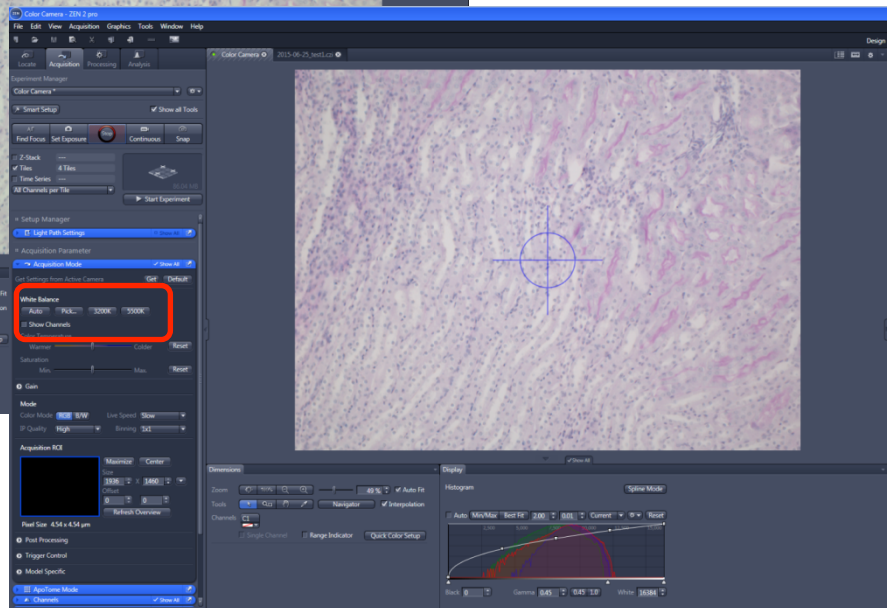 Color Camera - ZEN 2 pro
File Edit View Acquisition Graphics Tools Window Help
Design
Locate Acquisition Processing Analysis
Color Camera 2015-06-25_test1.czi
Experiment Manager
Color Camera *
Smart Setup Show all Tools
Find Focus Set Exposure Stop Continuous Snap
Z-Stack ---
Tiles 4 Tiles
Time Series ---
All Channels per Tile
Start Experiment
Setup Manager
Light Path Settings Show All
Acquisition Parameter
Acquisition Mode Show All
Get Settings from Active Camera Get Default
White Balance
Auto Pick... 3200K 5500K
Show Channels
Color Temperature
Warmer Colder Reset
Saturation
Min. Max. Reset
Gain
Mode
Color Mode RGB B/W Live Speed Slow
IP Quality High Binning 1x1
Acquisition ROI
Maximize Center
Size
1936 x 1460
Offset
0 0
Refresh Overview
Pixel Size 4.54 x 4.54 µm
Post Processing
Trigger Control
Model Specific
ApoTome Mode
Channels Show All
Show All
Dimensions
Zoom 40 % Auto Fit
Tools Navigator Interpolation
Channels C1
Single Channel Range Indicator Quick Color Setup
Display
Histogram Spline Mode
Auto Min/Max Best Fit 2.00 0.01 Current Reset
2,500 5,000
Black 0 Gamma 0.45 0.45 1.0 White 16384